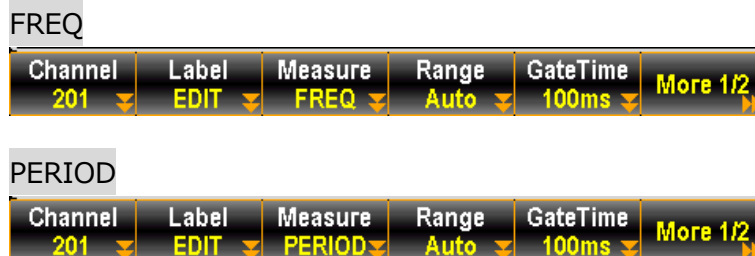 FREQ
Channel Label Measure Range GateTime More 1/2
201 EDIT FREQ Auto 100ms
PERIOD
Channel Label Measure Range GateTime More 1/2
201 EDIT PERIOD Auto 100ms